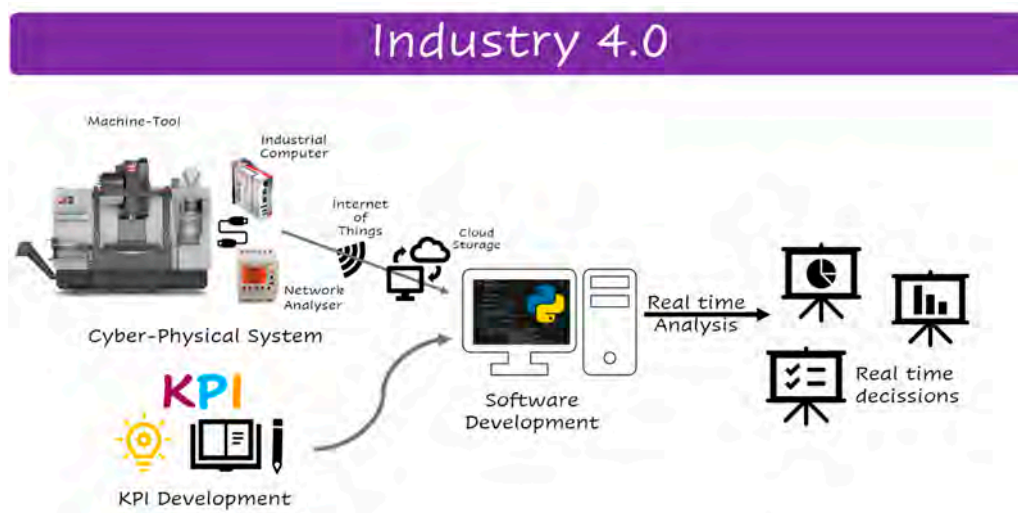 Industry 4.0
Machine-Tool
Industrial
Computer
Internet
of
Things
Cloud
Storage
Network
Analyser
Cyber-Physical System
KPI
KPI Development
Software
Development
Real time
Analysis
Real time
decissions